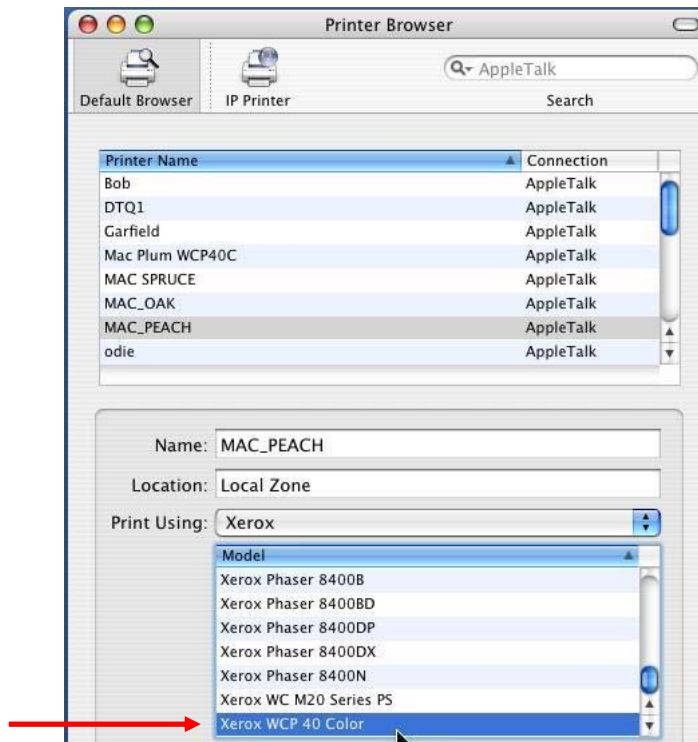 Printer Browser
Default Browser IP Printer AppleTalk Search
Printer Name Connection
Bob AppleTalk
DTQ1 AppleTalk
Garfield AppleTalk
Mac Plum WCP40C AppleTalk
MAC SPRUCE AppleTalk
MAC_OAK AppleTalk
MAC_PEACH AppleTalk
odie AppleTalk
Name: MAC_PEACH
Location: Local Zone
Print Using: Xerox
Model
Xerox Phaser 8400B
Xerox Phaser 8400BD
Xerox Phaser 8400DP
Xerox Phaser 8400DX
Xerox Phaser 8400N
Xerox WC M20 Series PS
Xerox WCP 40 Color